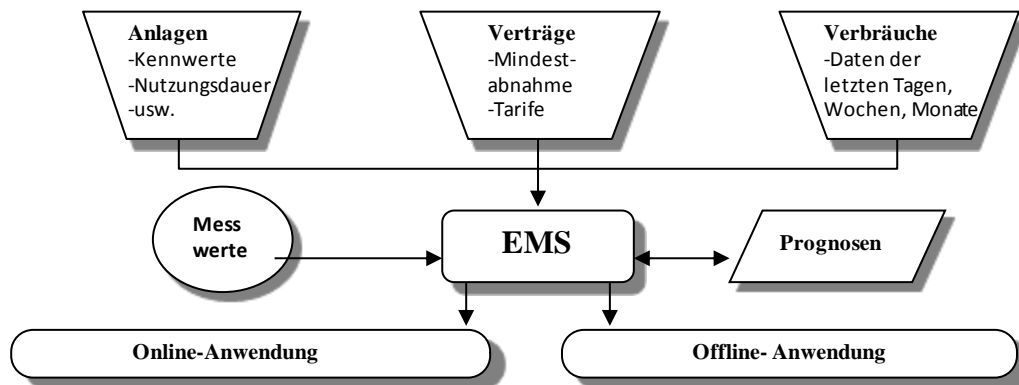 Anlagen
-Kennwerte
-Nutzungsdauer
-usw.
Verträge
-Mindest-
abnahme
-Tarife
Verbräuche
-Daten der
letzten Tagen,
Wochen, Monate
Mess
werte
EMS
Prognosen
Online-Anwendung
Offline- Anwendung